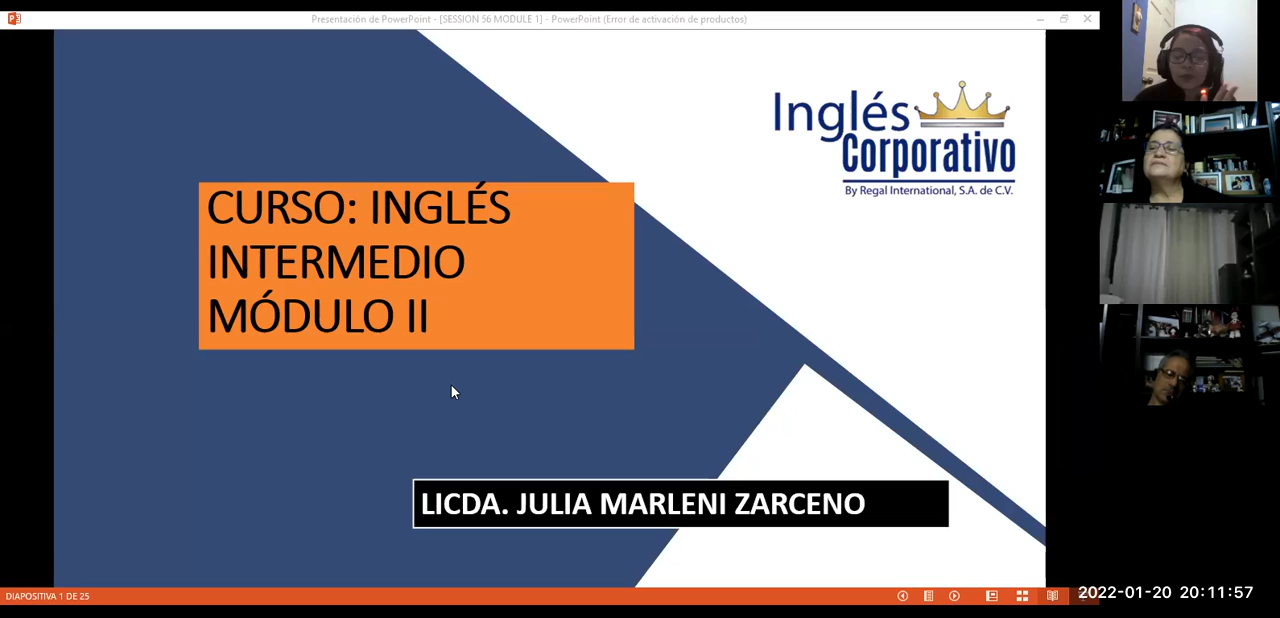 Presentación de PowerPoint - [SESSION 56 MODULE 1] - PowerPoint (Error de activación de productos)
Inglés
Corporativo
By Regal International, S.A. de C.V.
CURSO: INGLÉS
INTERMEDIO
MÓDULO II
LICDA. JULIA MARLENI ZARCENO
DIAPOSITIVA 1 DE 25
2022-01-20 20:11:57